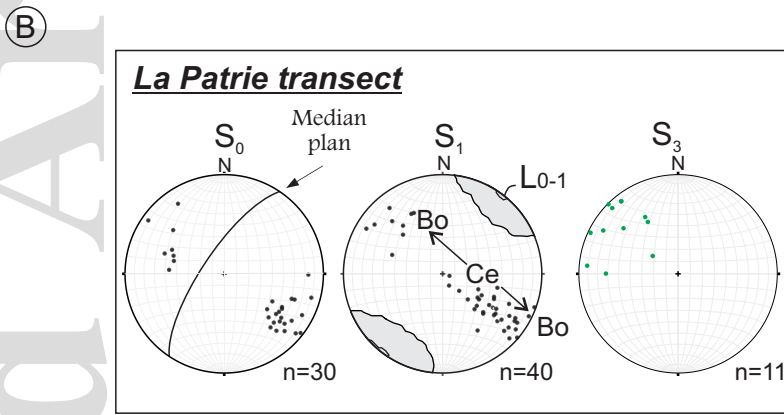 B
La Patrie transect
Median
plan
S0
N
n=30
S1
N
L0-1
Bo
Ce
Bo
n=40
S3
N
n=11